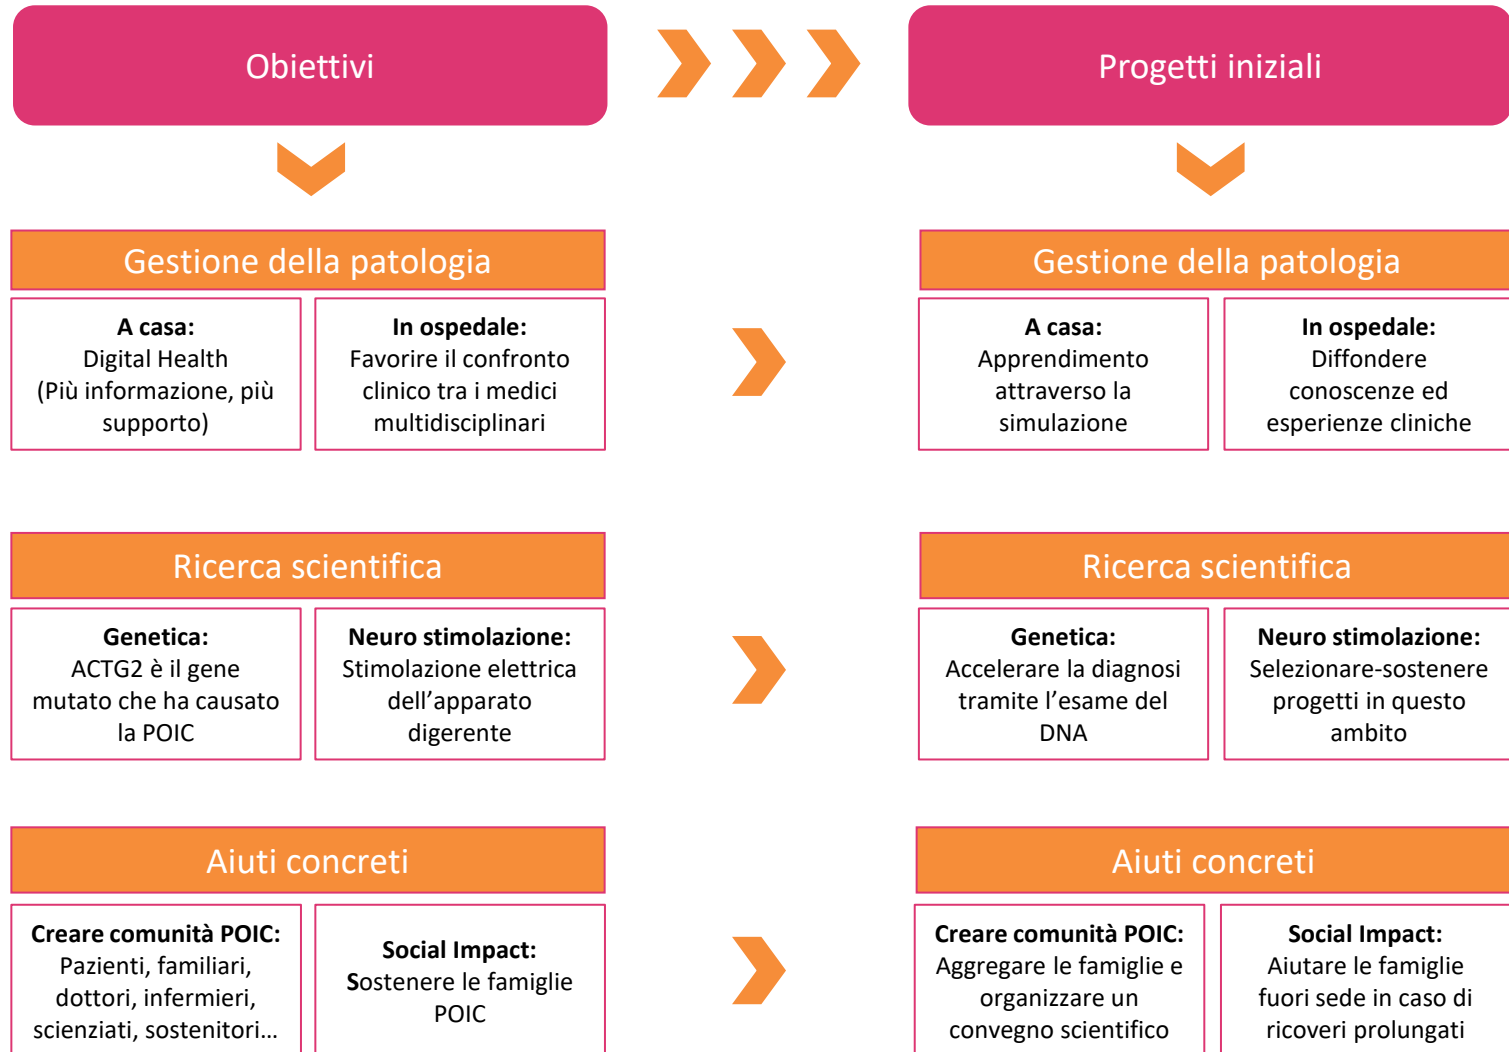 Obiettivi
Progetti iniziali
Gestione della patologia
A casa:
Digital Health
(Più informazione, più
supporto)
In ospedale:
Favorire il confronto
clinico tra i medici
multidisciplinari
Gestione della patologia
A casa:
Apprendimento
attraverso la
simulazione
In ospedale:
Diffondere
conoscenze ed
esperienze cliniche
Ricerca scientifica
Genetica:
ACTG2 è il gene
mutato che ha causato
la POIC
Neuro stimolazione:
Stimolazione elettrica
dell’apparato
digerente
Ricerca scientifica
Genetica:
Accelerare la diagnosi
tramite l’esame del
DNA
Neuro stimolazione:
Selezionare-sostenere
progetti in questo
ambito
Aiuti concreti
Creare comunità POIC:
Pazienti, familiari,
dottori, infermieri,
scienziati, sostenitori…
Social Impact:
Sostenere le famiglie
POIC
Aiuti concreti
Creare comunità POIC:
Aggregare le famiglie e
organizzare un
convegno scientifico
Social Impact:
Aiutare le famiglie
fuori sede in caso di
ricoveri prolungati